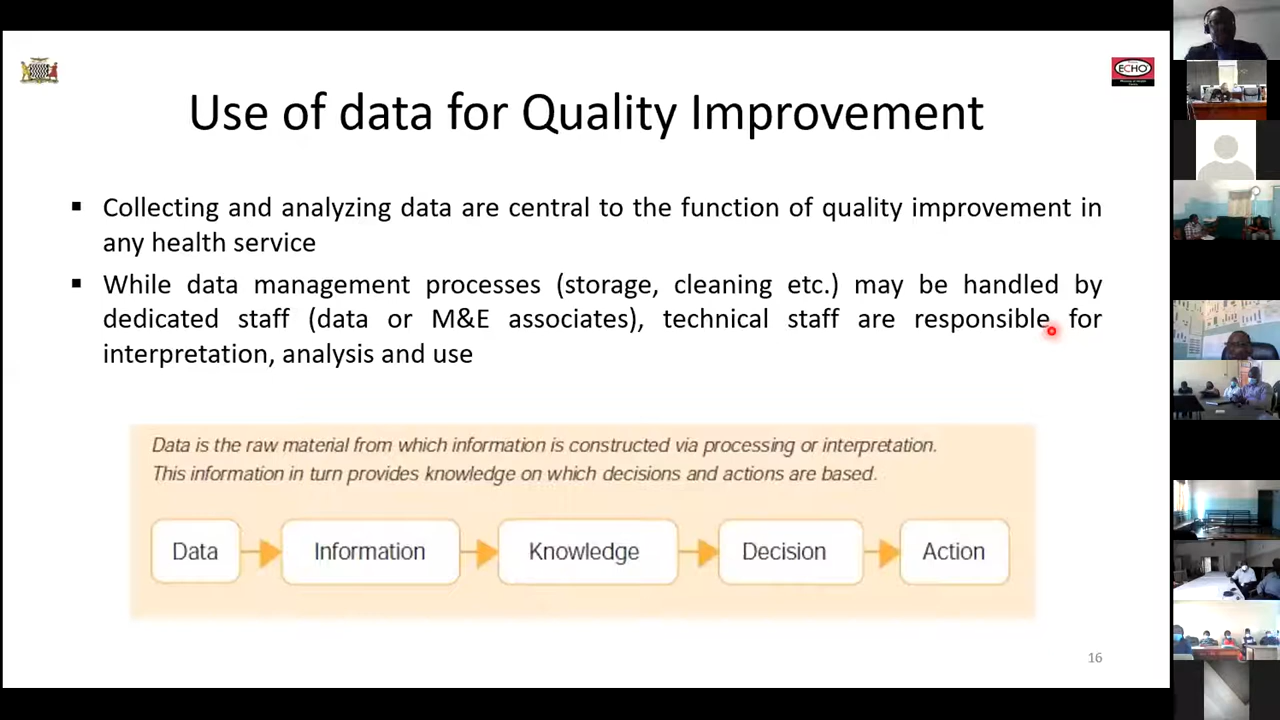 ECHO
Use of data for Quality Improvement
▪ Collecting and analyzing data are central to the function of quality improvement in
any health service
▪ While data management processes (storage, cleaning etc.) may be handled by
dedicated staff (data or M&E associates), technical staff are responsible for
interpretation, analysis and use
Data is the raw material from which information is constructed via processing or interpretation.
This information in turn provides knowledge on which decisions and actions are based.
Data
Information
Knowledge
Decision
Action
16